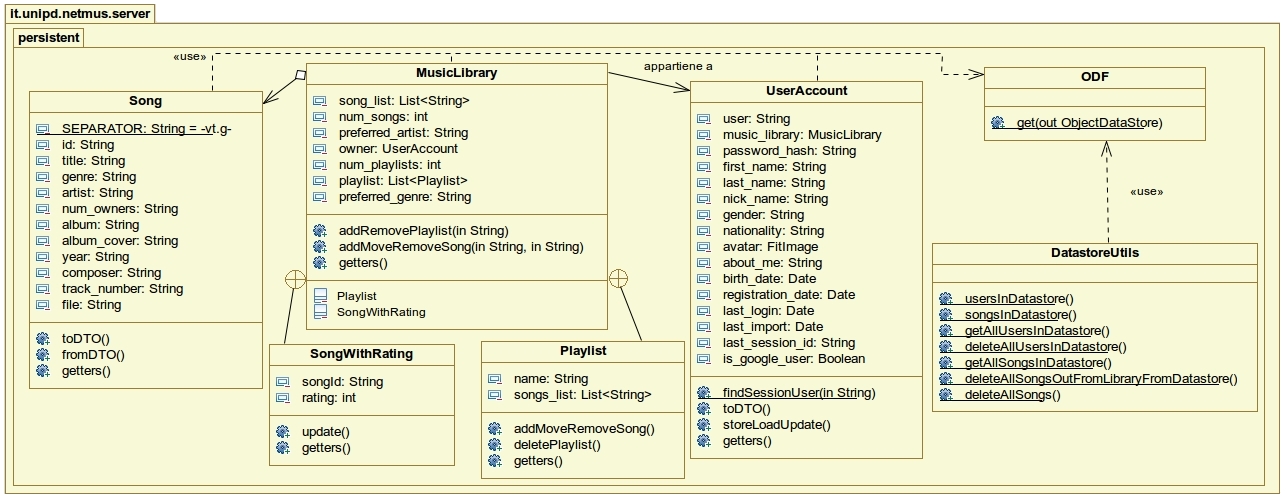 it.unipd.netmus.server
persistent
«use»
appartiene a
Song
SEPARATOR: String = -vt.g-
id: String
title: String
genre: String
artist: String
num_owners: String
album: String
album_cover: String
year: String
composer: String
track_number: String
file: String
toDTO()
fromDTO()
getters()
MusicLibrary
song_list: List<String>
num_songs: int
preferred_artist: String
owner: UserAccount
num_playlists: int
playlist: List<Playlist>
preferred_genre: String
addRemovePlaylist(in String)
addMoveRemoveSong(in String, in String)
getters()
Playlist
SongWithRating
UserAccount
user: String
music_library: MusicLibrary
password_hash: String
first_name: String
last_name: String
nick_name: String
gender: String
nationality: String
avatar: FitImage
about_me: String
birth_date: Date
registration_date: Date
last_login: Date
last_import: Date
last_session_id: String
is_google_user: Boolean
findSessionUser(in String)
toDTO()
storeLoadUpdate()
getters()
ODF
get(out ObjectDataStore)
«use»
DatastoreUtils
usersInDatastore()
songsInDatastore()
getAllUsersInDatastore()
deleteAllUsersInDatastore()
getAllSongsInDatastore()
deleteAllSongsOutFromLibraryFromDatastore()
deleteAllSongs()
SongWithRating
songId: String
rating: int
update()
getters()
Playlist
name: String
songs_list: List<String>
addMoveRemoveSong()
deletePlaylist()
getters()